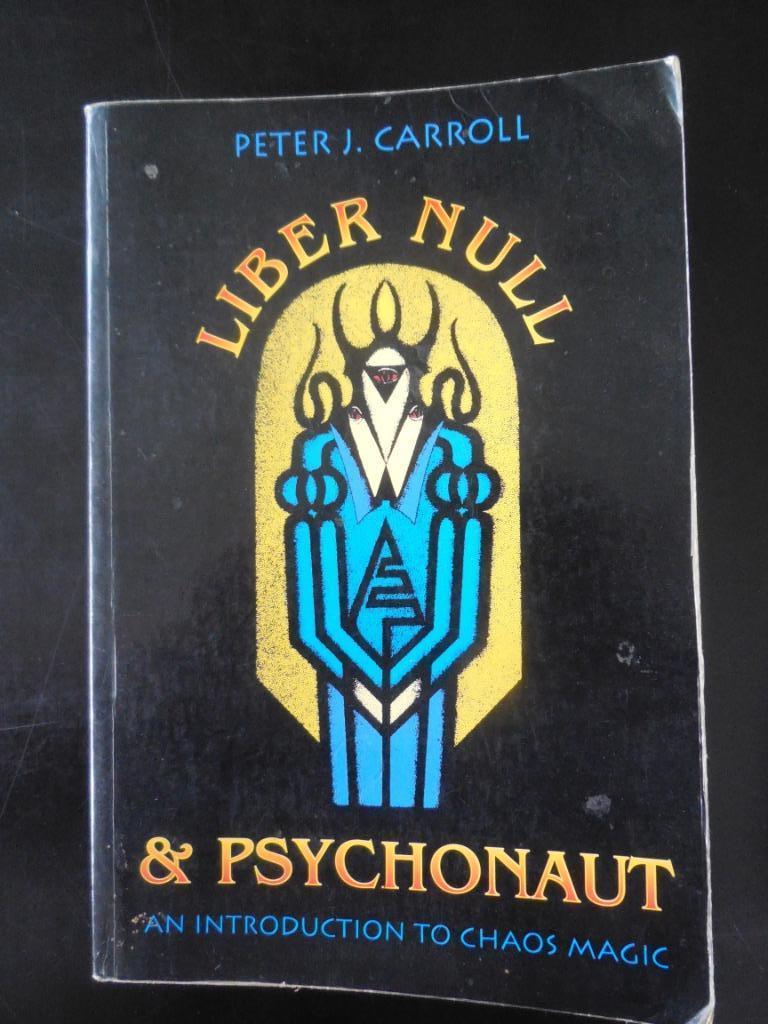 PETER J. CARROLL
LIBER NULL
& PSYCHONAUT
AN INTRODUCTION TO CHAOS MAGIC